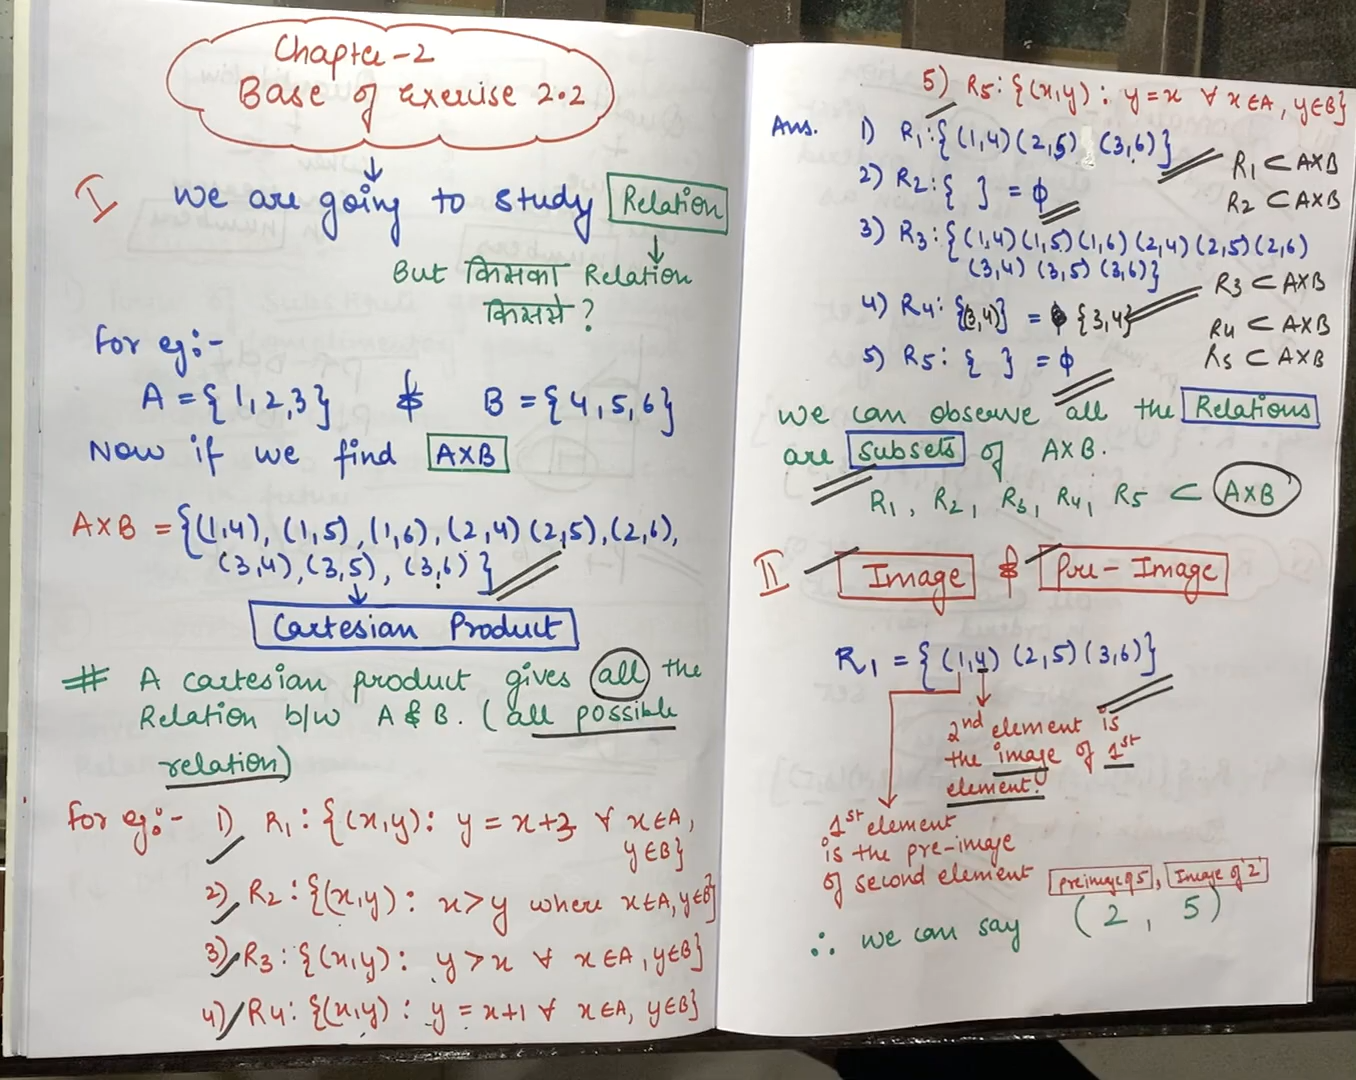 Chapter-2
Base of Exercise 2.2
I we are going to study Relation
But किसका Relation
किससे ?
For eg:-
A = {1,2,3} & B = {4,5,6}
Now if we find A×B
A×B = {(1,4), (1,5), (1,6), (2,4) (2,5), (2,6),
(3,4), (3,5), (3,6)}
Cartesian Product
# A cartesian product gives all the
Relation b/w A & B. (all possible
relation)
For eg:- 1) R1 : {(x,y): y = x+3 ∀ x∈A,
y∈B}
2) R2 : {(x,y): x>y where x∈A, y∈B}
3) R3 : {(x,y): y>x ∀ x∈A, y∈B}
4) R4 : {(x,y): y = x+1 ∀ x∈A, y∈B}
5) R5 : {(x,y) : y = x ∀ x∈A, y∈B}
Ans. 1) R1 : {(1,4) (2,5) (3,6)}
R1 ⊂ A×B
2) R2 : { } = ϕ
R2 ⊂ A×B
3) R3 : {(1,4) (1,5) (1,6) (2,4) (2,5) (2,6)
(3,4) (3,5) (3,6)}
R3 ⊂ A×B
4) R4 : {(3,4)} = {3,4}
R4 ⊂ A×B
5) R5 : { } = ϕ
R5 ⊂ A×B
we can observe all the Relations
are Subsets of A×B.
R1, R2, R3, R4, R5 ⊂ A×B
II Image & Pre-Image
R1 = {(1,4) (2,5) (3,6)}
2nd element is
the image of 1st
element.
1st element
is the pre-image
of second element
preimage of 5, Image of '2'
∴ we can say (2, 5)